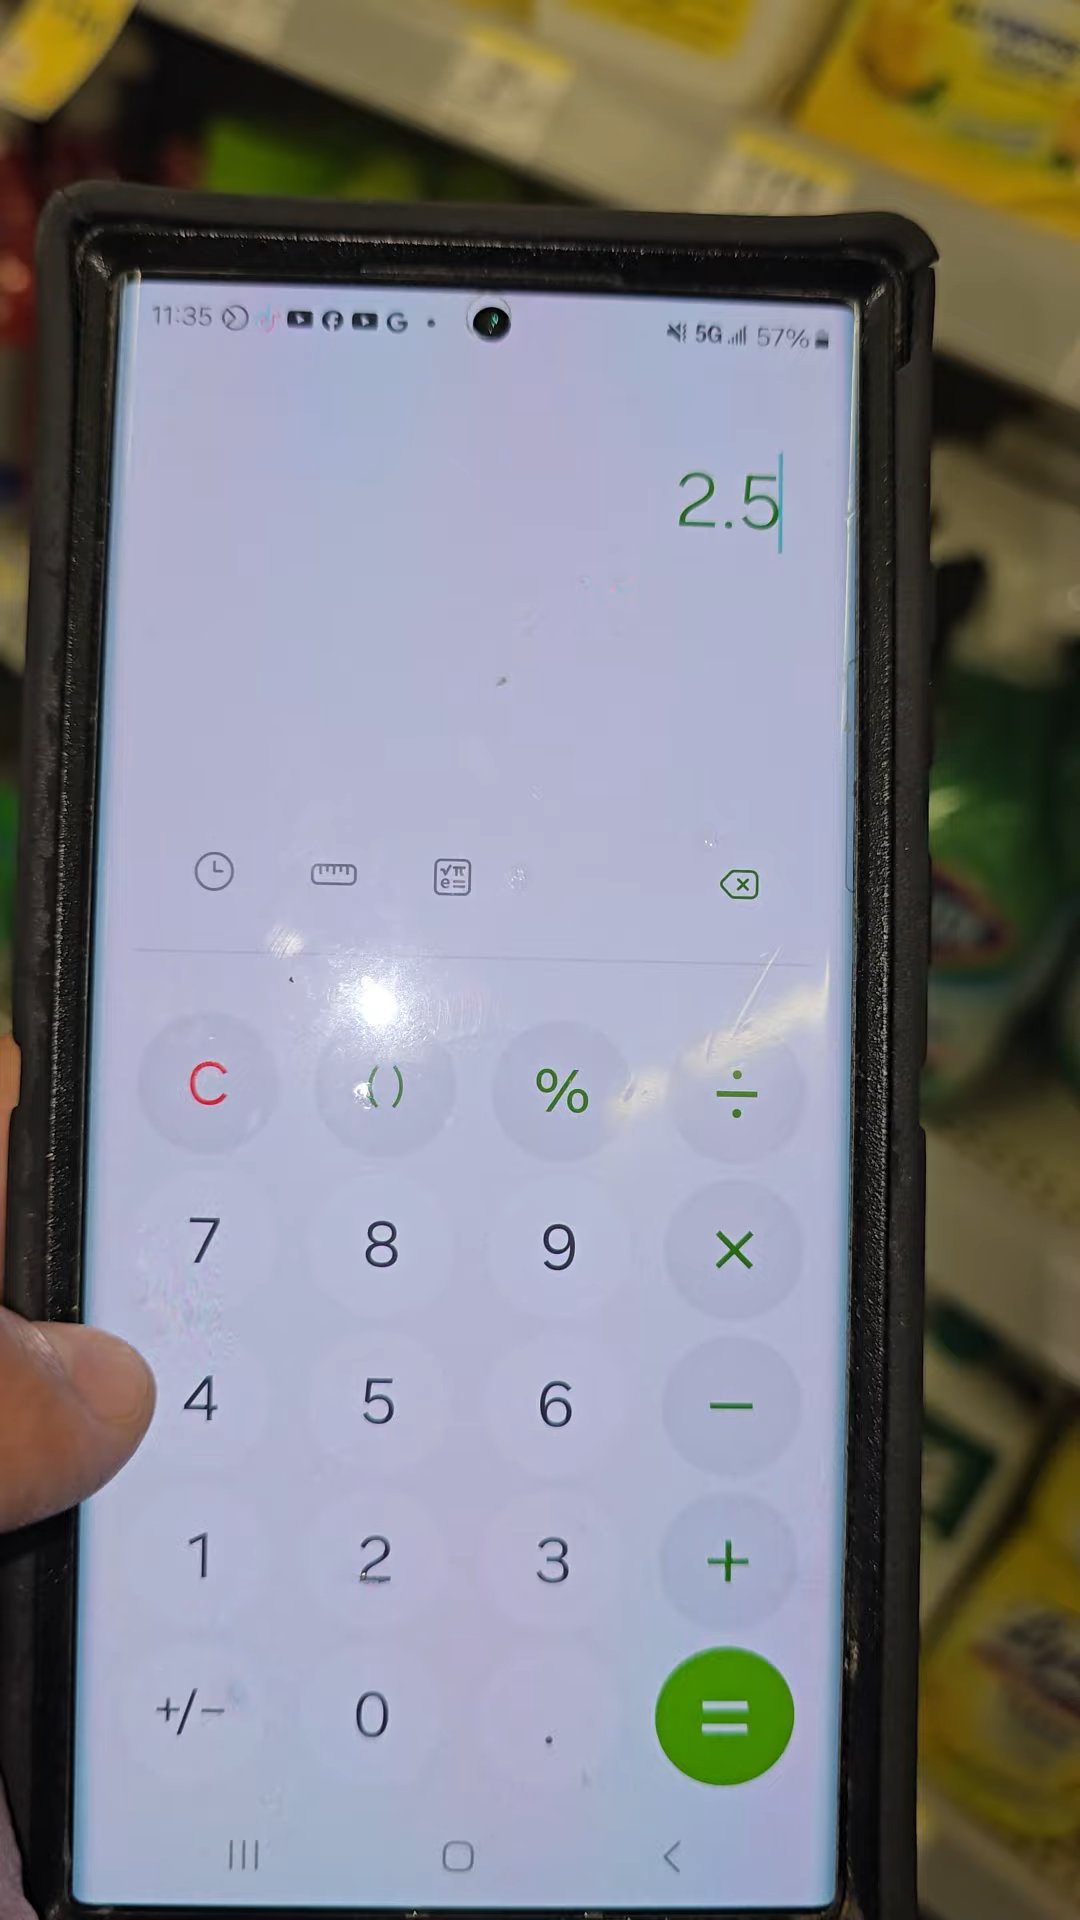 11:35 G 5G 57%
2.5
√π
e=
C () % ÷
7 8 9 ×
4 5 6 −
1 2 3 +
+/− 0 . =